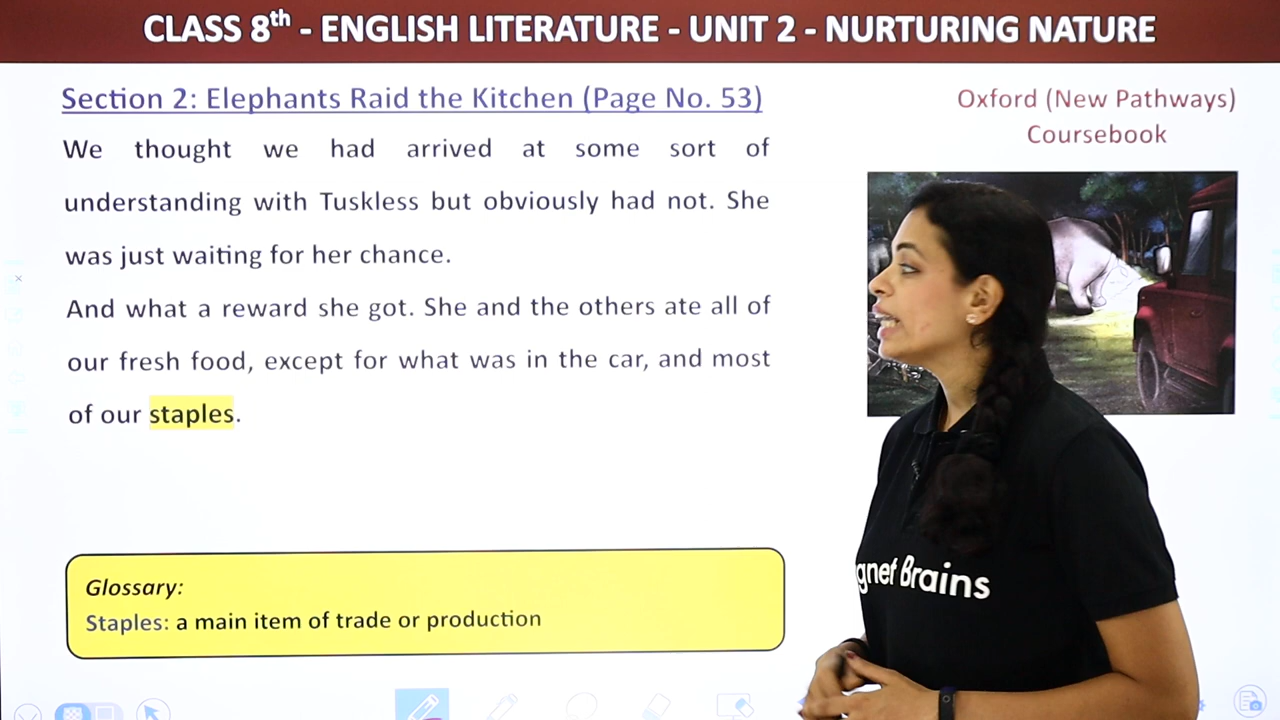 CLASS 8th - ENGLISH LITERATURE - UNIT 2 - NURTURING NATURE
Section 2: Elephants Raid the Kitchen (Page No. 53)
Oxford (New Pathways)
Coursebook
We thought we had arrived at some sort of
understanding with Tuskless but obviously had not. She
was just waiting for her chance.
And what a reward she got. She and the others ate all of
our fresh food, except for what was in the car, and most
of our staples.
gnet Brains
Glossary:
Staples: a main item of trade or production